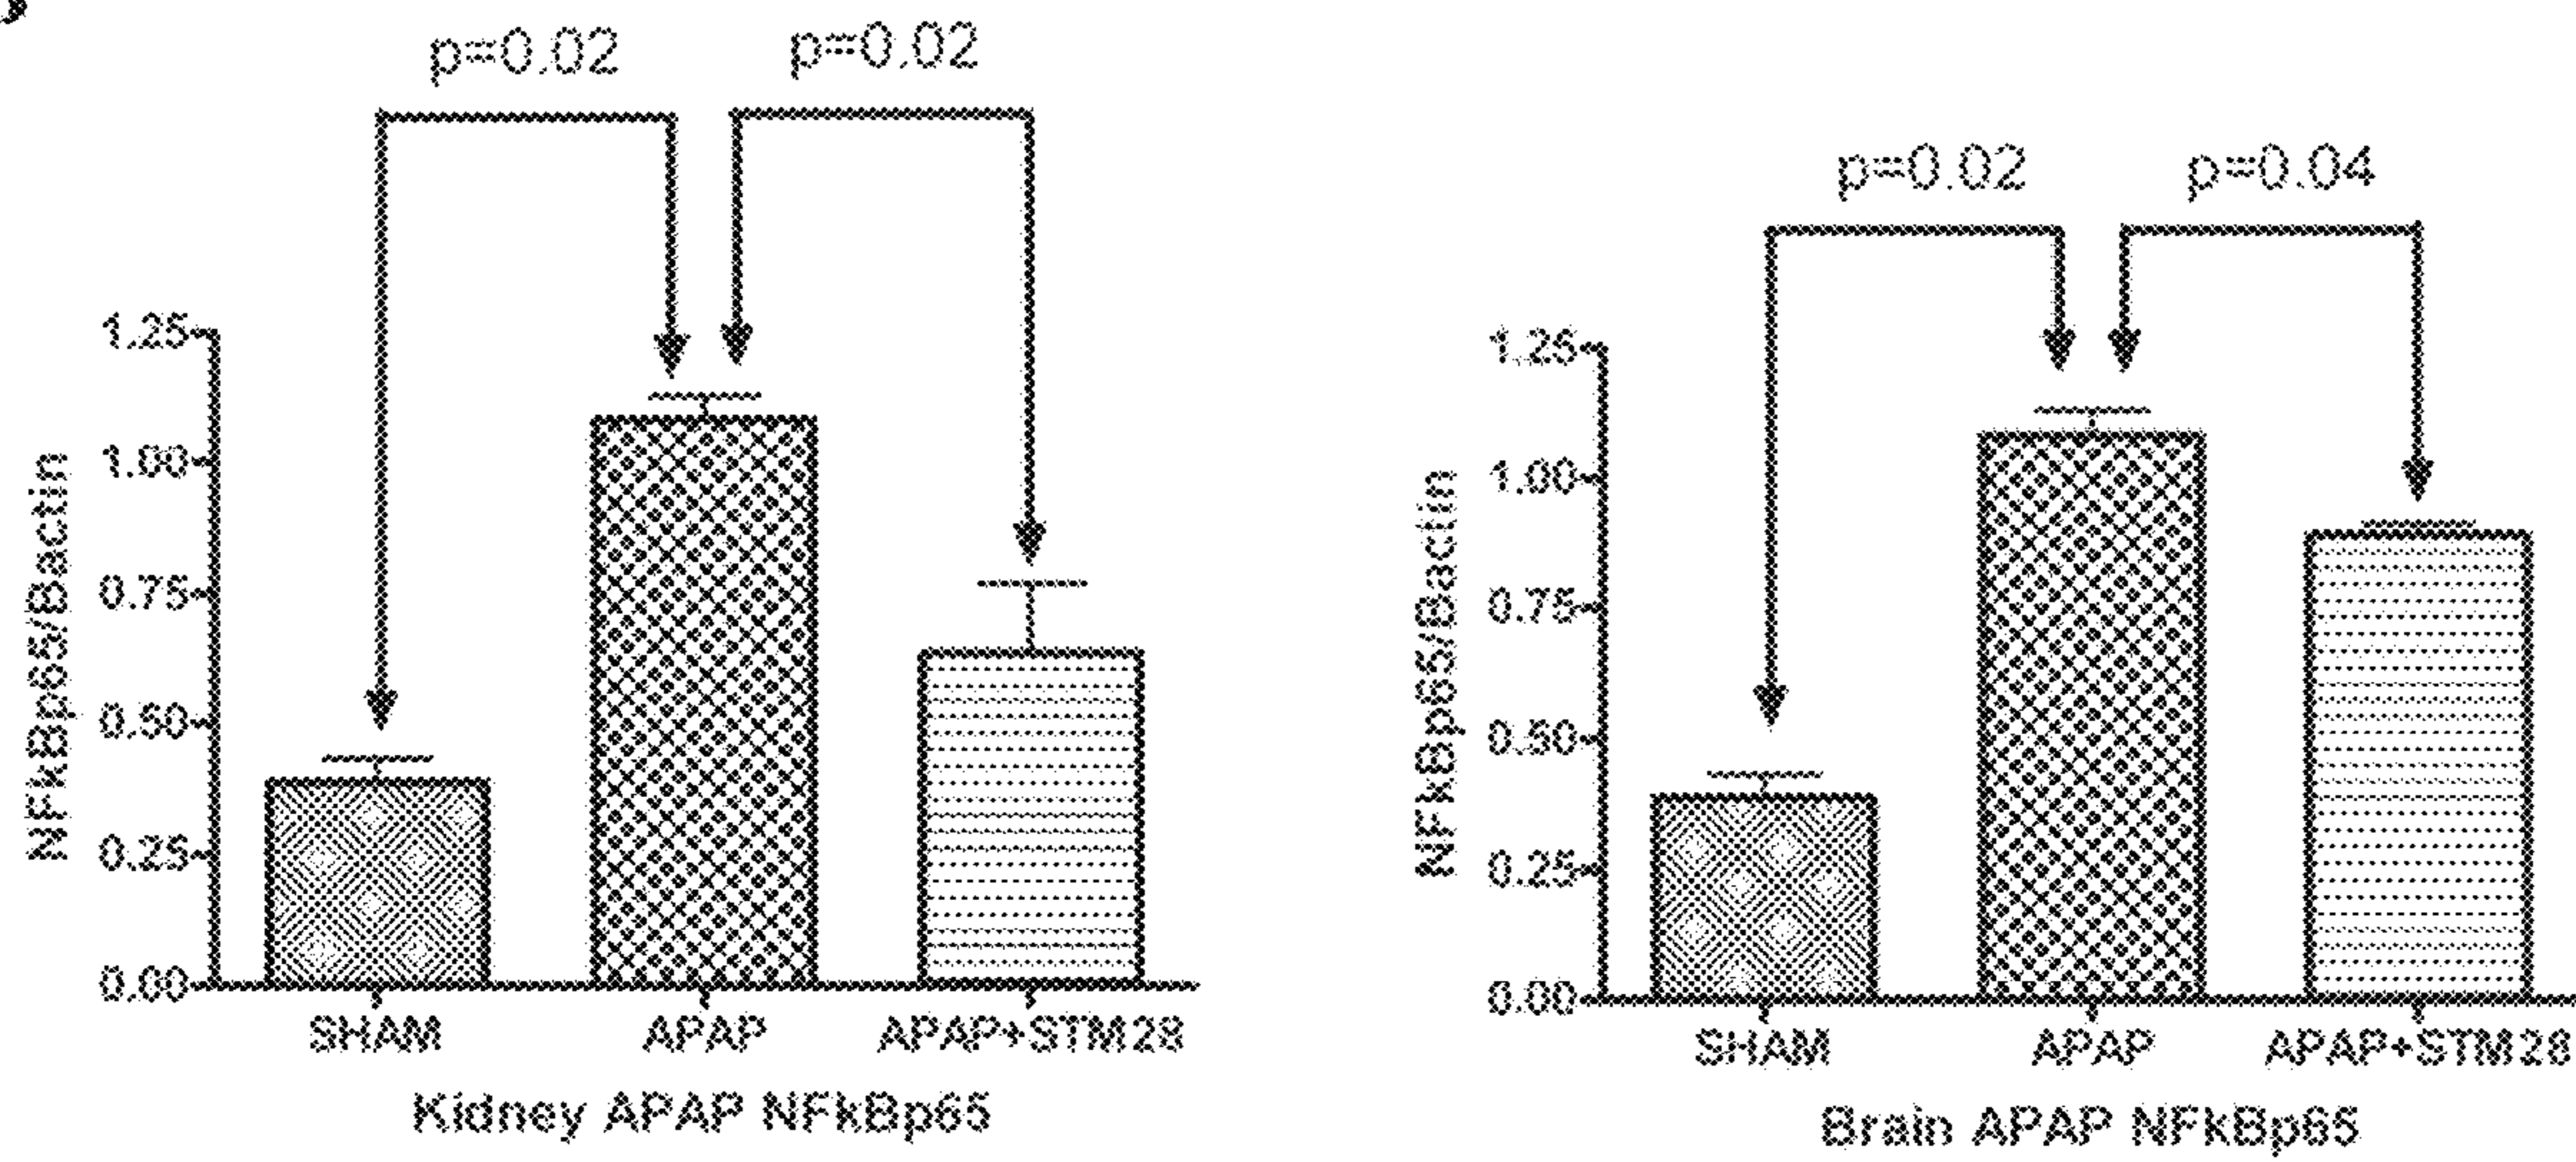 p=0.02
p=0.02
1.25
1.00
0.75
0.50
0.25
0.00
NFkBp65/Bactin
SHAM
APAP
APAP+STM28
Kidney APAP NFkBp65
p=0.02
p=0.04
1.25
1.00
0.75
0.50
0.25
0.00
NFkBp65/Bactin
SHAM
APAP
APAP+STM28
Brain APAP NFkBp65